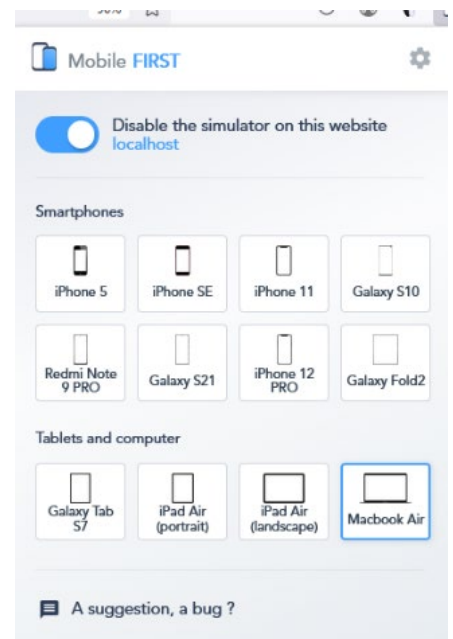 Mobile FIRST
Disable the simulator on this website
localhost
Smartphones
iPhone 5
iPhone SE
iPhone 11
Galaxy S10
Redmi Note
9 PRO
Galaxy S21
iPhone 12
PRO
Galaxy Fold2
Tablets and computer
Galaxy Tab
S7
iPad Air
(portrait)
iPad Air
(landscape)
Macbook Air
A suggestion, a bug ?